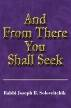 And
From There
You
Shall Seek
Rabbi Joseph B. Soloveitchik